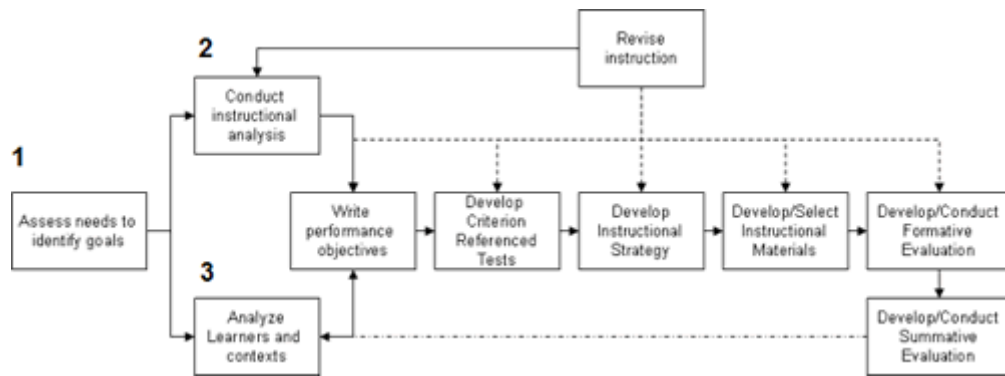 2
Revise
instruction
Conduct
instructional
analysis
1
Assess needs to
identify goals
Write
performance
objectives
Develop
Criterion
Referenced
Tests
Develop
Instructional
Strategy
Develop/Select
Instructional
Materials
Develop/Conduct
Formative
Evaluation
3
Analyze
Learners and
contexts
Develop/Conduct
Summative
Evaluation